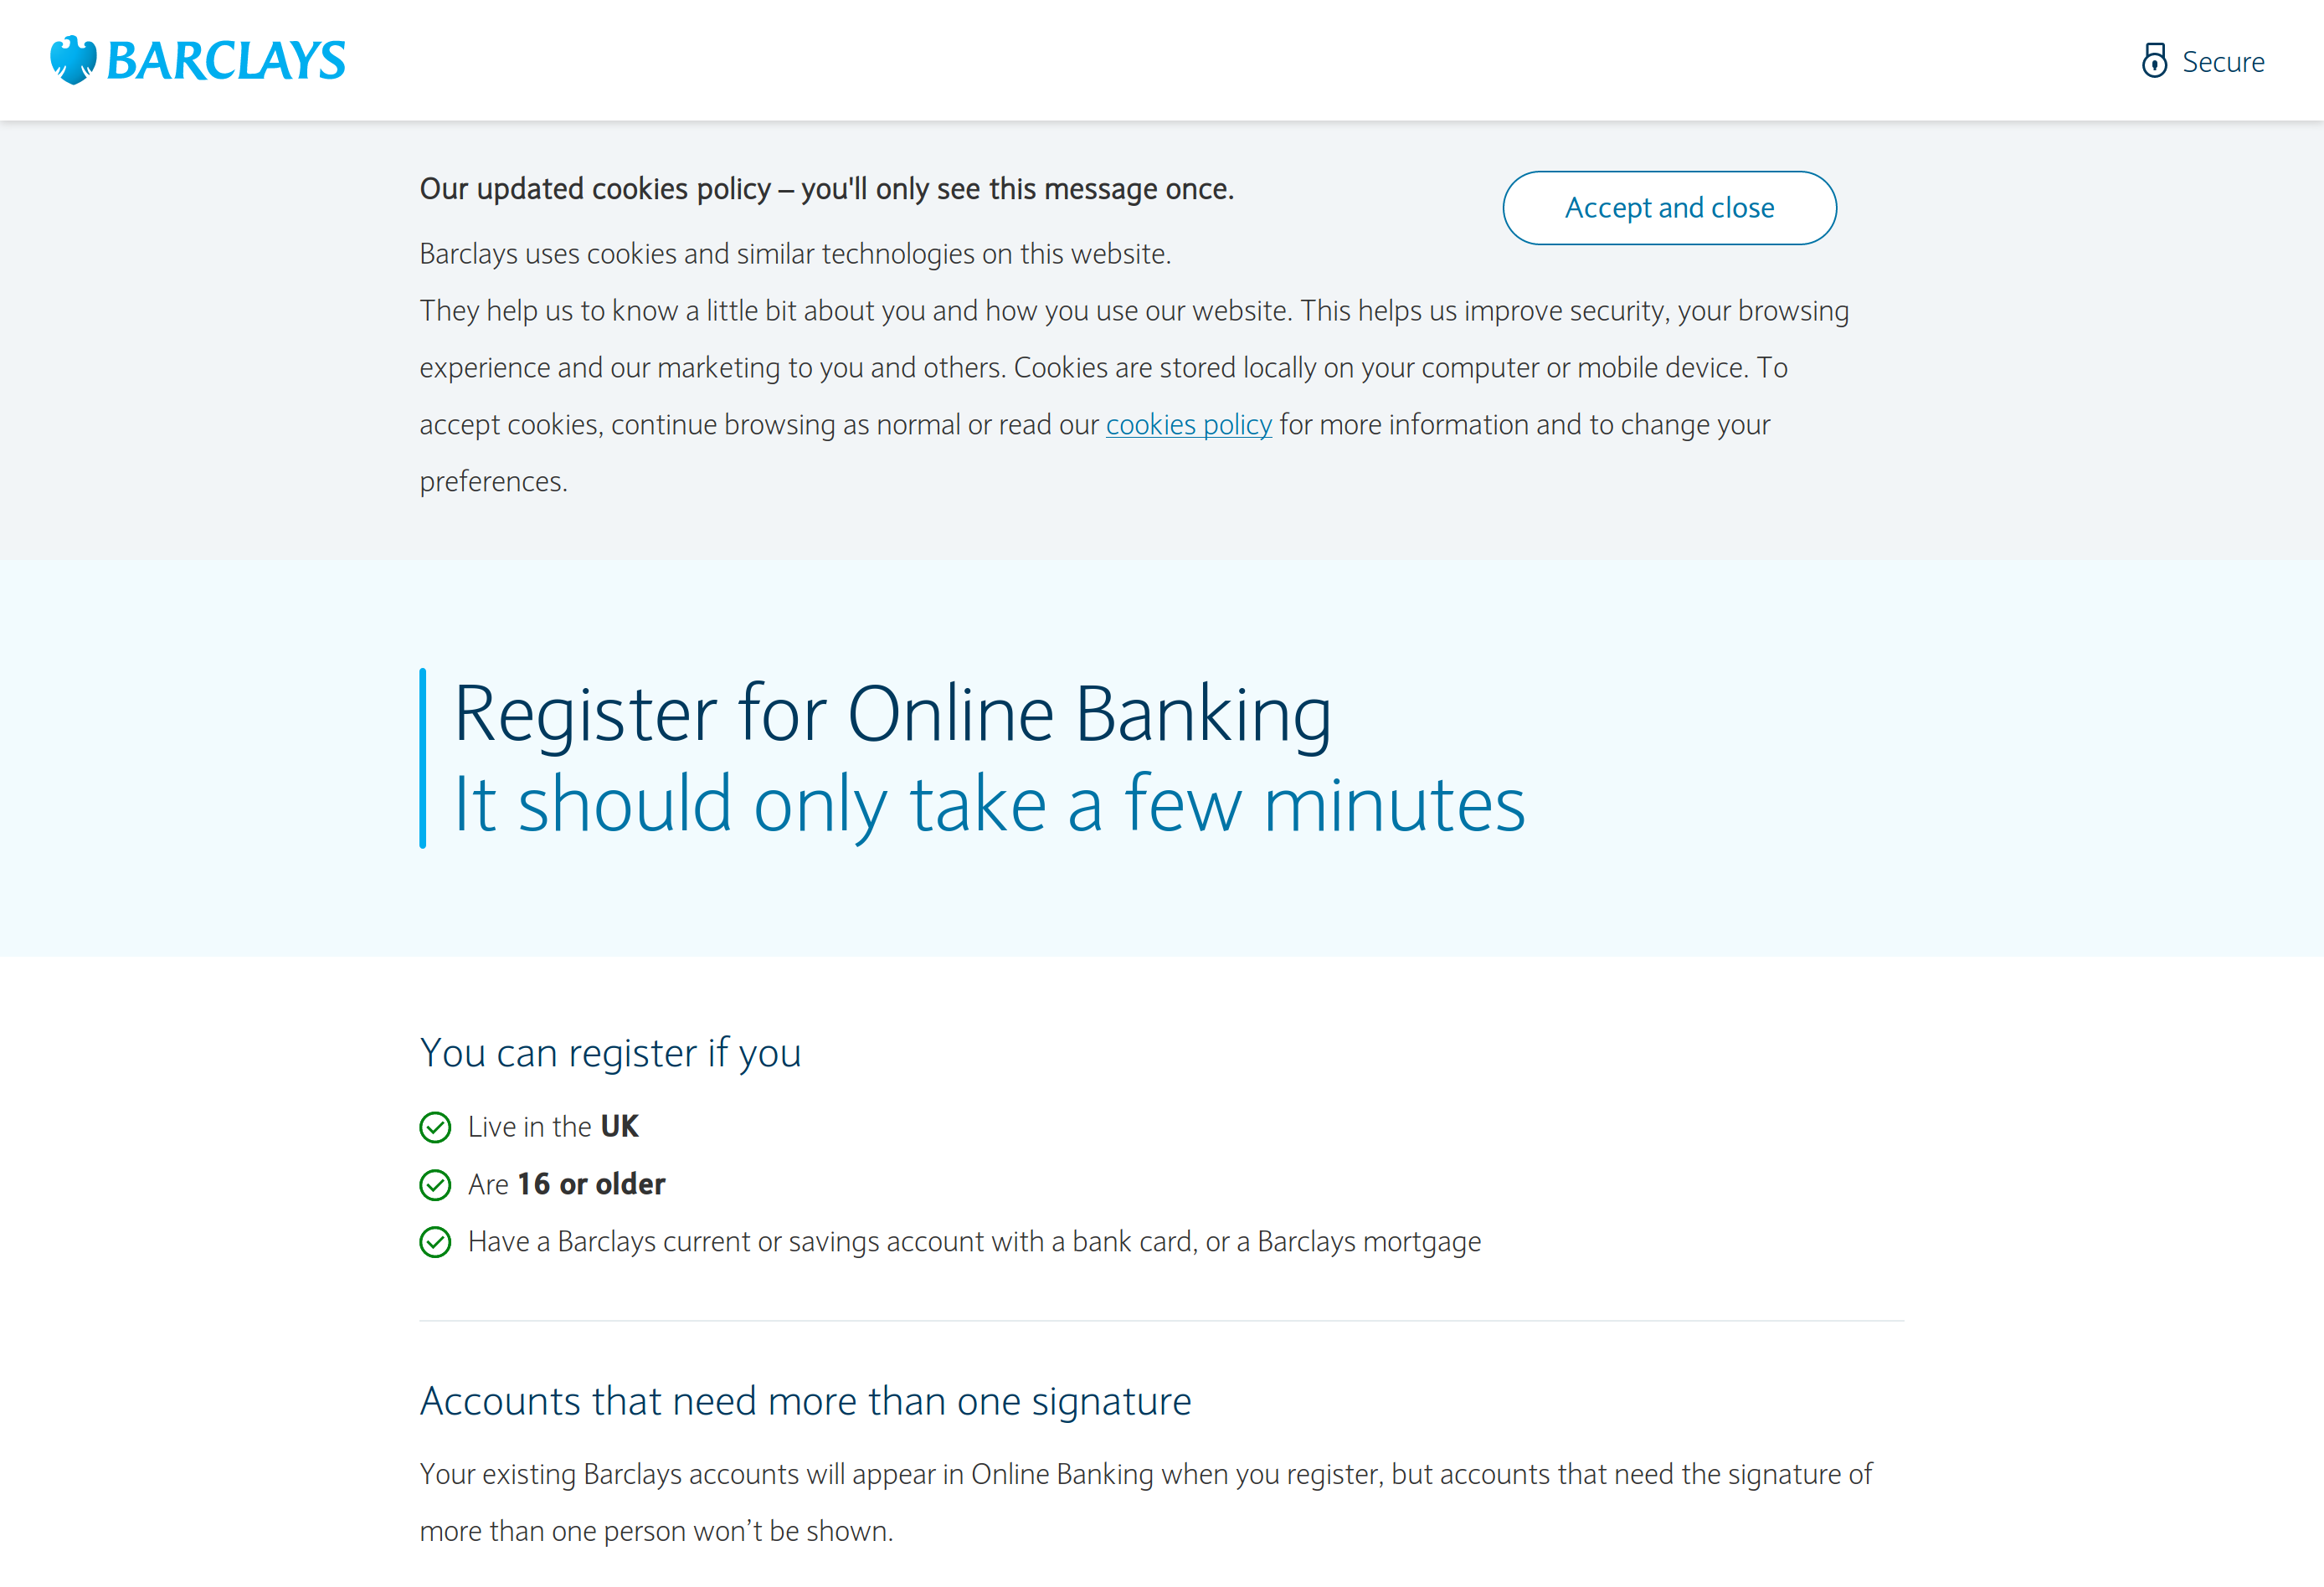 BARCLAYS
Secure
Our updated cookies policy – you'll only see this message once.
Accept and close
Barclays uses cookies and similar technologies on this website.
They help us to know a little bit about you and how you use our website. This helps us improve security, your browsing
experience and our marketing to you and others. Cookies are stored locally on your computer or mobile device. To
accept cookies, continue browsing as normal or read our cookies policy for more information and to change your
preferences.
Register for Online Banking
It should only take a few minutes
You can register if you
Live in the UK
Are 16 or older
Have a Barclays current or savings account with a bank card, or a Barclays mortgage
Accounts that need more than one signature
Your existing Barclays accounts will appear in Online Banking when you register, but accounts that need the signature of
more than one person won’t be shown.